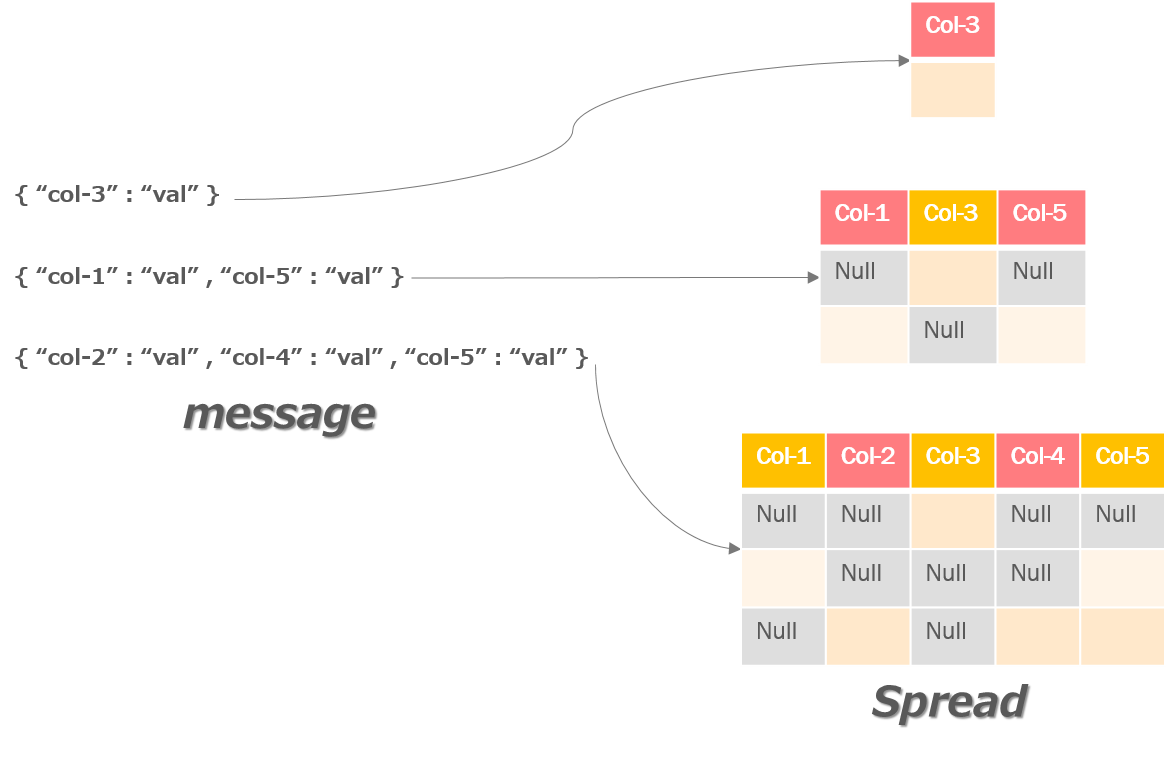 Col-3
{ “col-3” : “val” }
Col-1 Col-3 Col-5
{ “col-1” : “val” , “col-5” : “val” }
Null Null
Null
{ “col-2” : “val” , “col-4” : “val” , “col-5” : “val” }
message
Col-1 Col-2 Col-3 Col-4 Col-5
Null Null Null Null
Null Null Null
Null Null
Spread